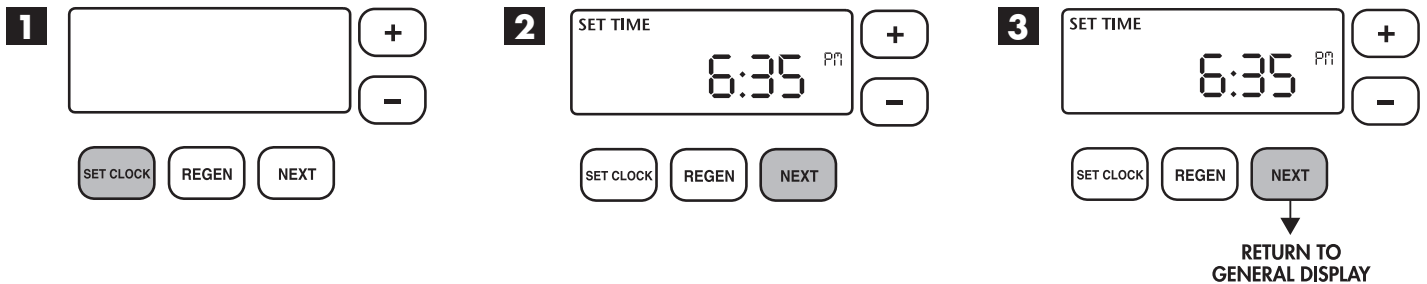 1
+
-
SET CLOCK REGEN NEXT
2
SET TIME
6:35 PM
+
-
SET CLOCK REGEN NEXT
3
SET TIME
6:35 PM
+
-
SET CLOCK REGEN NEXT
RETURN TO
GENERAL DISPLAY